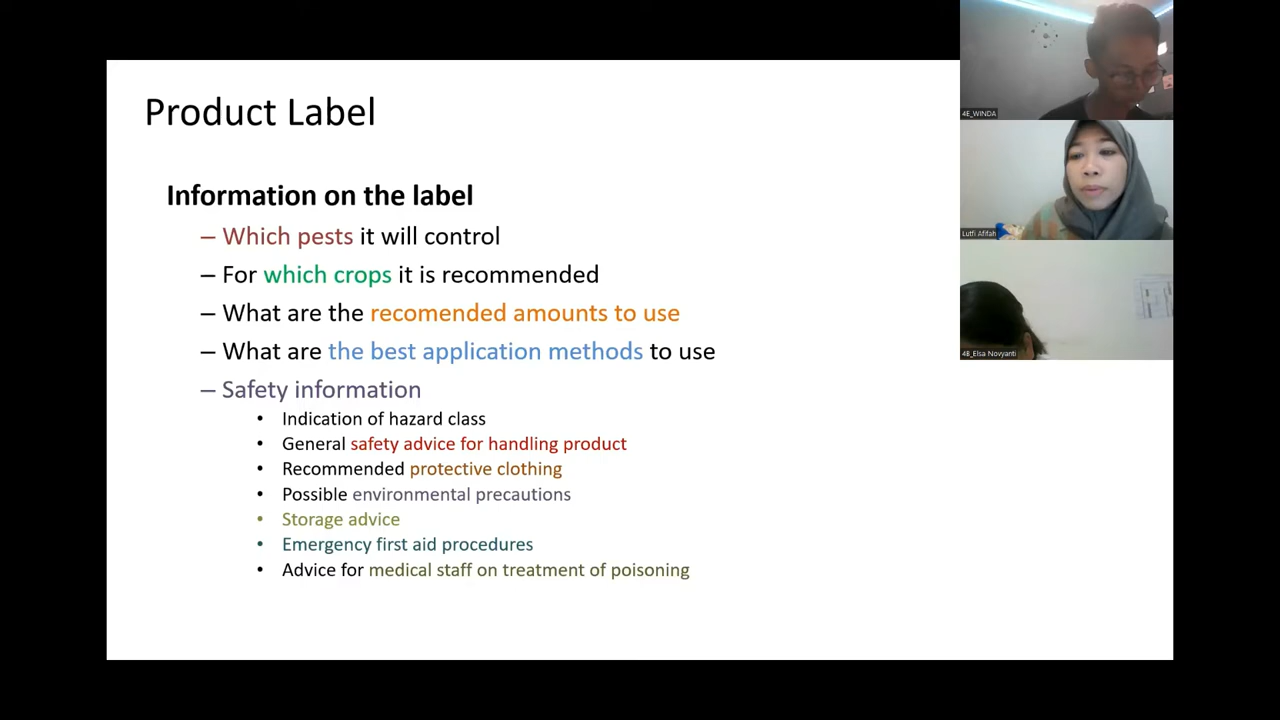 Product Label
Information on the label
– Which pests it will control
– For which crops it is recommended
– What are the recomended amounts to use
– What are the best application methods to use
– Safety information
• Indication of hazard class
• General safety advice for handling product
• Recommended protective clothing
• Possible environmental precautions
• Storage advice
• Emergency first aid procedures
• Advice for medical staff on treatment of poisoning
4E_WINDA
Lutfi Afifah
4B_Elsa Novyanti